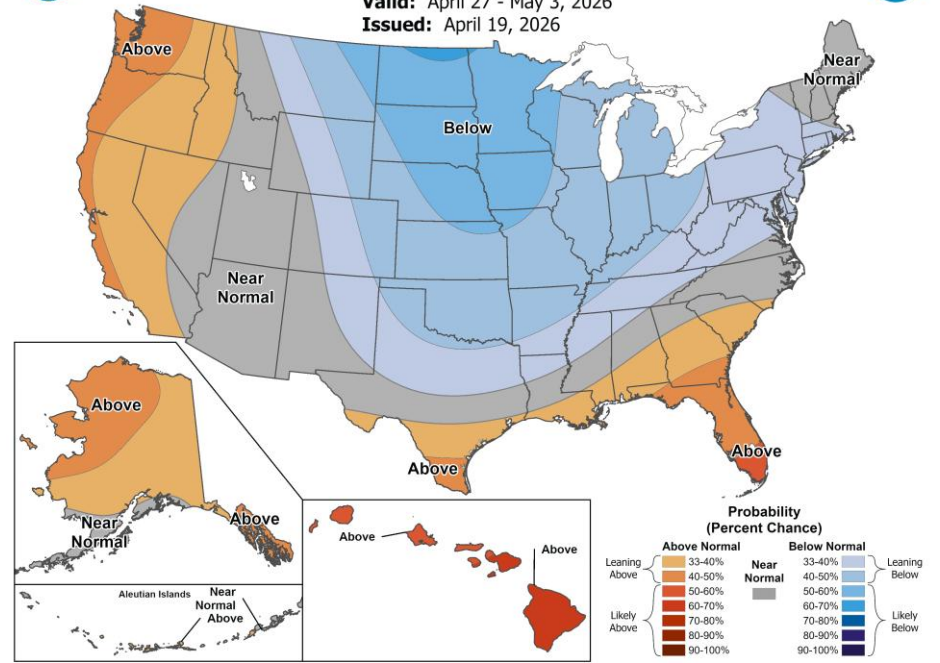 Valid: April 27 - May 3, 2026
Issued: April 19, 2026
Above
Near
Normal
Below
Near
Normal
Above
Above
Above
Near
Normal
Above
Aleutian Islands
Near
Normal
Above
Above
Above
Probability
(Percent Chance)
Above Normal
Below Normal
Leaning
Above
33-40%
40-50%
50-60%
60-70%
70-80%
80-90%
90-100%
Likely
Above
Near
Normal
33-40%
40-50%
50-60%
60-70%
70-80%
80-90%
90-100%
Leaning
Below
Likely
Below